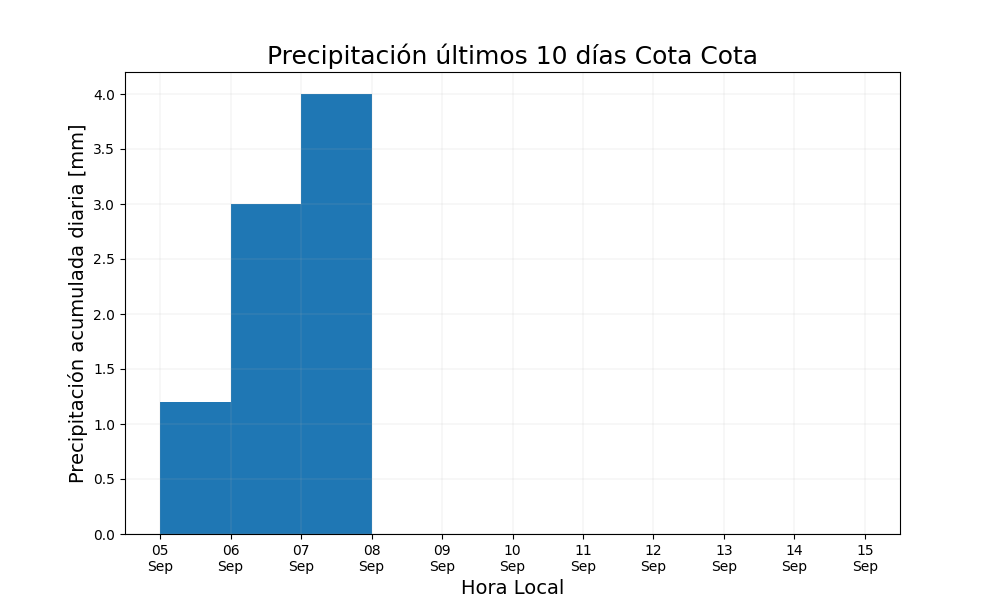 Precipitación últimos 10 días Cota Cota
Precipitación acumulada diaria [mm]
4.0
3.5
3.0
2.5
2.0
1.5
1.0
0.5
0.0
05 06 07 08 09 10 11 12 13 14 15
Sep Sep Sep Sep Sep Sep Sep Sep Sep Sep Sep
Hora Local